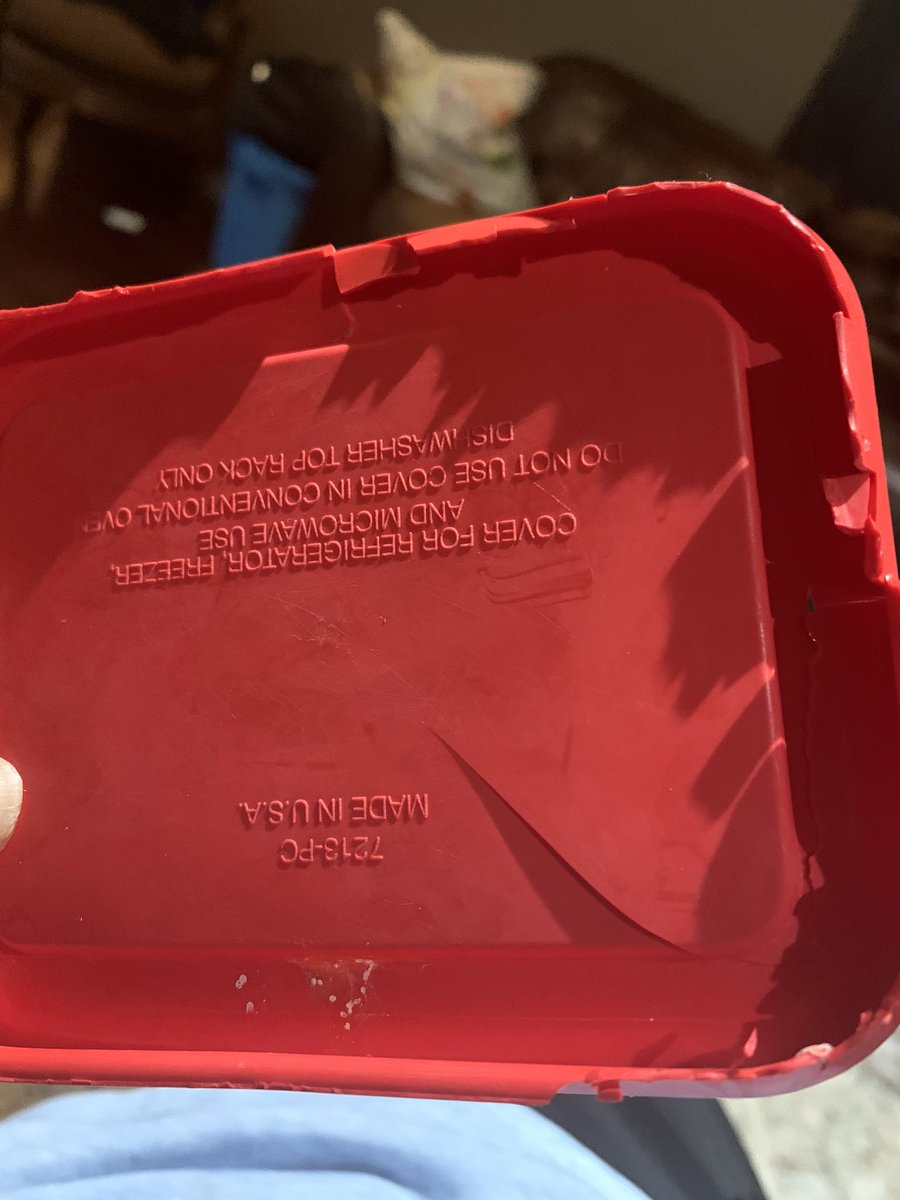 7213-PC
MADE IN U.S.A.
COVER FOR REFRIGERATOR, FREEZER,
AND MICROWAVE USE
DO NOT USE COVER IN CONVENTIONAL OVEN
DISHWASHER TOP RACK ONLY